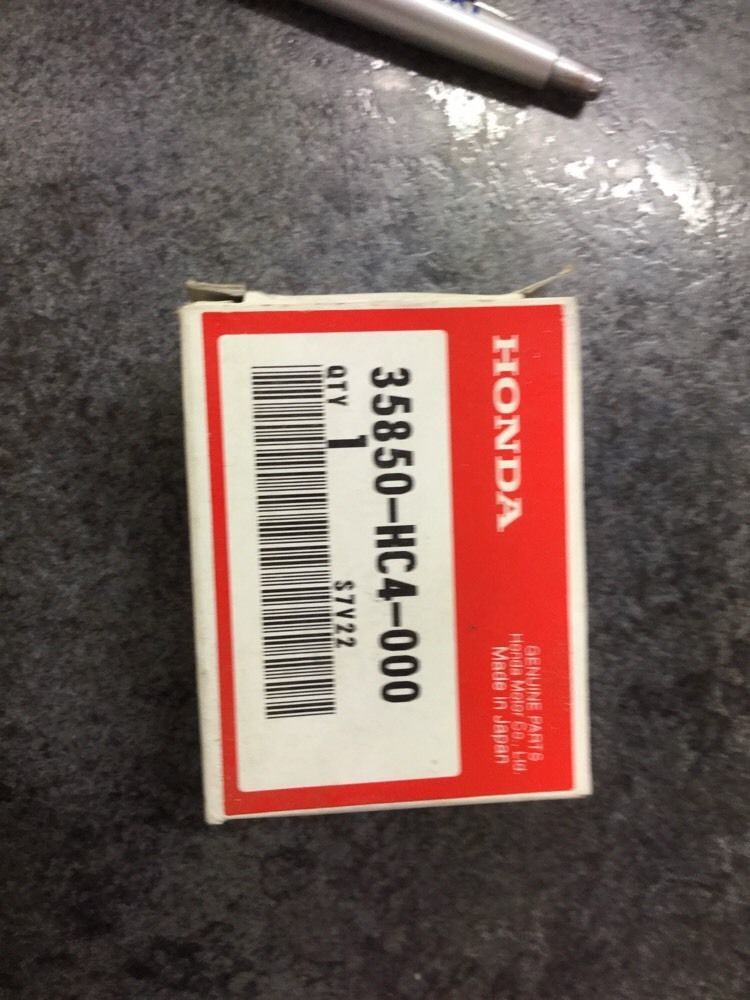 HONDA
GENUINE PARTS
Honda Motor Co., Ltd.
Made in Japan
35850-HC4-000
QTY 1
S7V22